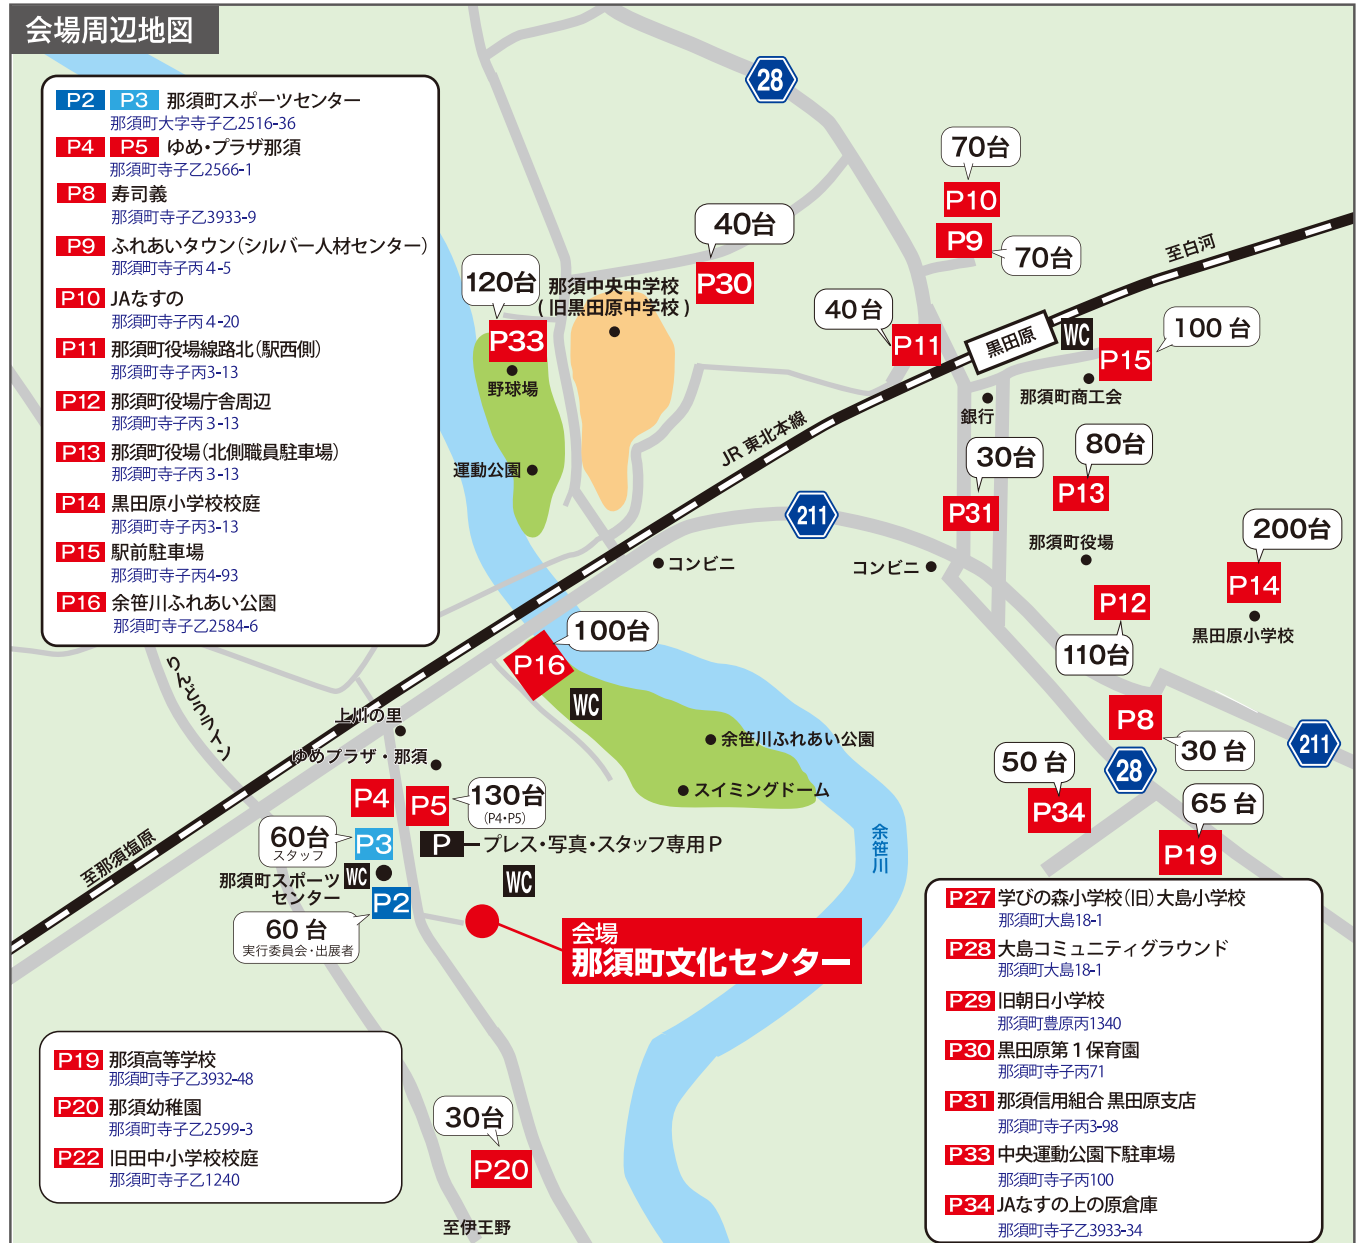 会場周辺地図
P2 P3 那須町スポーツセンター
那須町大字寺子乙2516-36
P4 P5 ゆめ・プラザ那須
那須町寺子乙2566-1
P8 寿司義
那須町寺子乙3933-9
P9 ふれあいタウン(シルバー人材センター)
那須町寺子丙4-5
P10 JAなすの
那須町寺子丙4-20
P11 那須町役場線路北(駅西側)
那須町寺子丙3-13
P12 那須町役場庁舎周辺
那須町寺子丙3-13
P13 那須町役場(北側職員駐車場)
那須町寺子丙3-13
P14 黒田原小学校校庭
那須町寺子丙3-13
P15 駅前駐車場
那須町寺子丙4-93
P16 余笹川ふれあい公園
那須町寺子乙2584-6
28
70台
P10
P9
70台
至白河
40台
P30
120台
P33
野球場
那須中央中学校
(旧黒田原中学校)
運動公園
40台
P11
黒田原
WC
100台
P15
那須町商工会
銀行
JR東北本線
30台
P31
80台
P13
211
那須町役場
200台
P14
黒田原小学校
コンビニ
コンビニ
P12
110台
100台
P16
WC
りんどうライン
上川の里
ゆめプラザ・那須
余笹川ふれあい公園
スイミングドーム
P8
30台
211
28
50台
P34
65台
P19
P4
P5
130台
(P4・P5)
60台
スタッフ
P3
P プレス・写真・スタッフ専用P
至那須塩原
那須町スポーツ
センター
WC
WC
P2
60台
実行委員会・出展者
余笹川
会場
那須町文化センター
P19 那須高等学校
那須町寺子乙3932-48
P20 那須幼稚園
那須町寺子乙2599-3
P22 旧田中小学校校庭
那須町寺子乙1240
30台
P20
至伊王野
P27 学びの森小学校(旧)大島小学校
那須町大島18-1
P28 大島コミュニティグラウンド
那須町大島18-1
P29 旧朝日小学校
那須町豊原丙1340
P30 黒田原第1保育園
那須町寺子丙71
P31 那須信用組合 黒田原支店
那須町寺子丙3-98
P33 中央運動公園下駐車場
那須町寺子丙100
P34 JAなすの上の原倉庫
那須町寺子乙3933-34